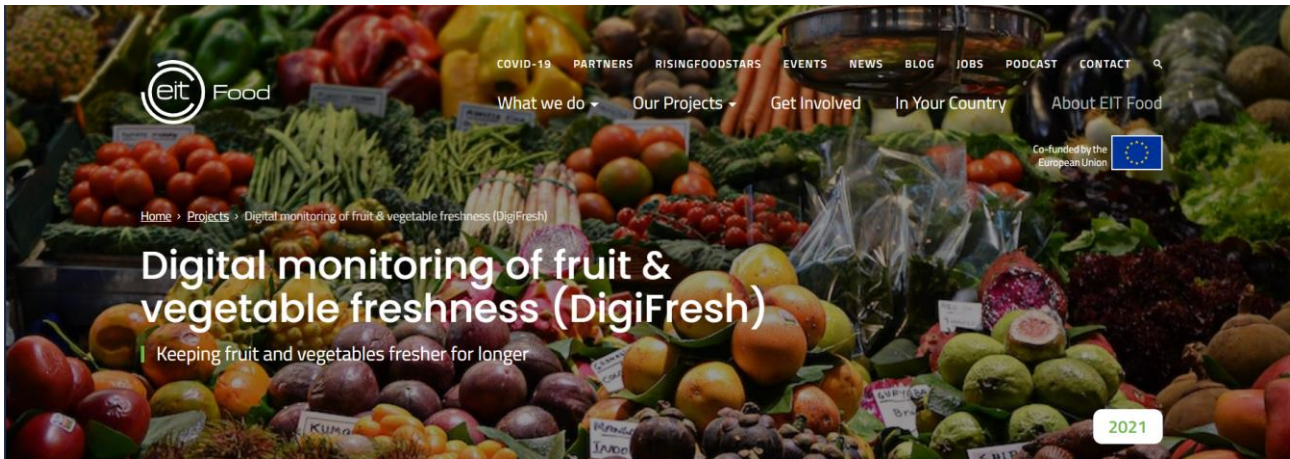 COVID-19 PARTNERS RISINGFOODSTARS EVENTS NEWS BLOG JOBS PODCAST CONTACT
eit Food
What we do Our Projects Get Involved In Your Country About EIT Food
Co-funded by the
European Union
Home › Projects › Digital monitoring of fruit & vegetable freshness (DigiFresh)
Digital monitoring of fruit &
vegetable freshness (DigiFresh)
Keeping fruit and vegetables fresher for longer
2021